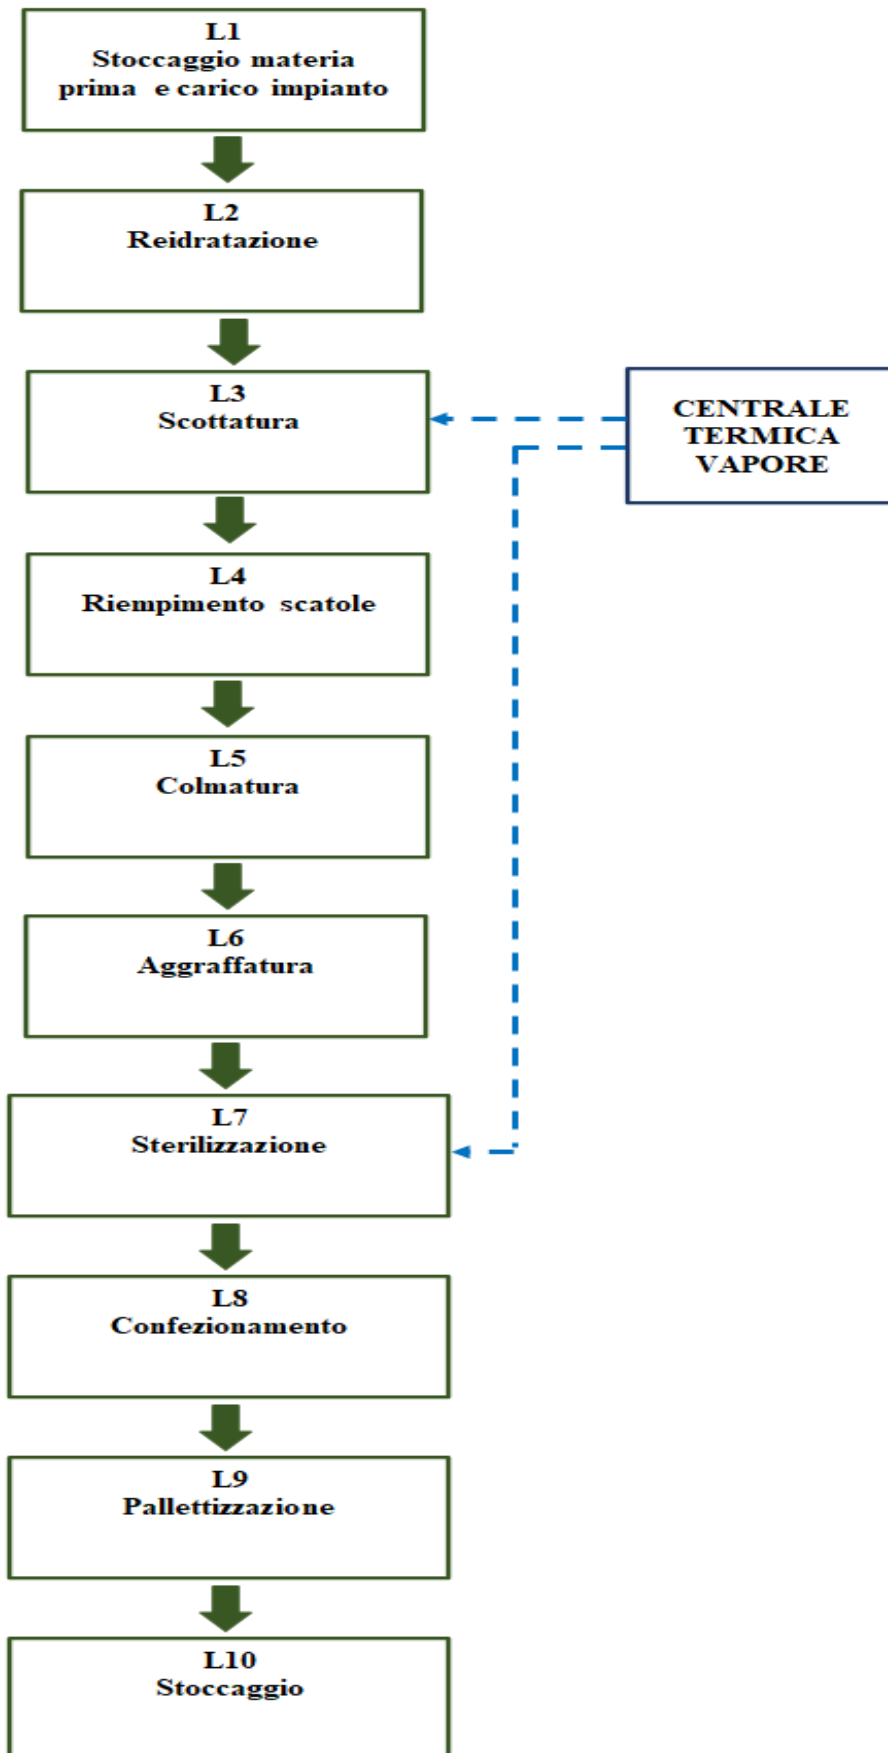 L1
Stoccaggio materia
prima e carico impianto
L2
Reidratazione
L3
Scottatura
CENTRALE
TERMICA
VAPORE
L4
Riempimento scatole
L5
Colmatura
L6
Aggraffatura
L7
Sterilizzazione
L8
Confezionamento
L9
Pallettizzazione
L10
Stoccaggio